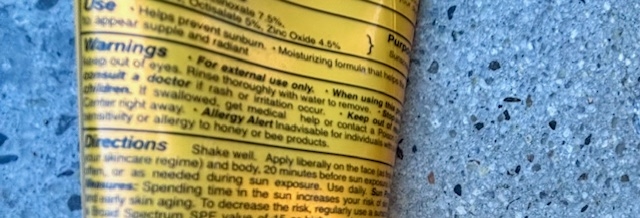 7.5%,
Octisalate 5%, Zinc Oxide 4.5% } Purpo
Use • Helps prevent sunburn. • Moisturizing formula that helps
to appear supple and radiant
Warnings • For external use only. • When using this
keep out of eyes. Rinse thoroughly with water to remove. • Stop
consult a doctor if rash or irritation occur. • Keep out of
children. If swallowed, get medical help or contact a Poison
Center right away. • Allergy Alert Inadvisable for individuals with
sensitivity or allergy to honey or bee products.
Directions Shake well. Apply liberally on the face (as
your skincare regime) and body, 20 minutes before sun exposure
often, or as needed during sun exposure. Use daily. Sun
Measures: Spending time in the sun increases your risk of
and early skin aging. To decrease the risk, regularly use a
Broad Spectrum SPF value of 15